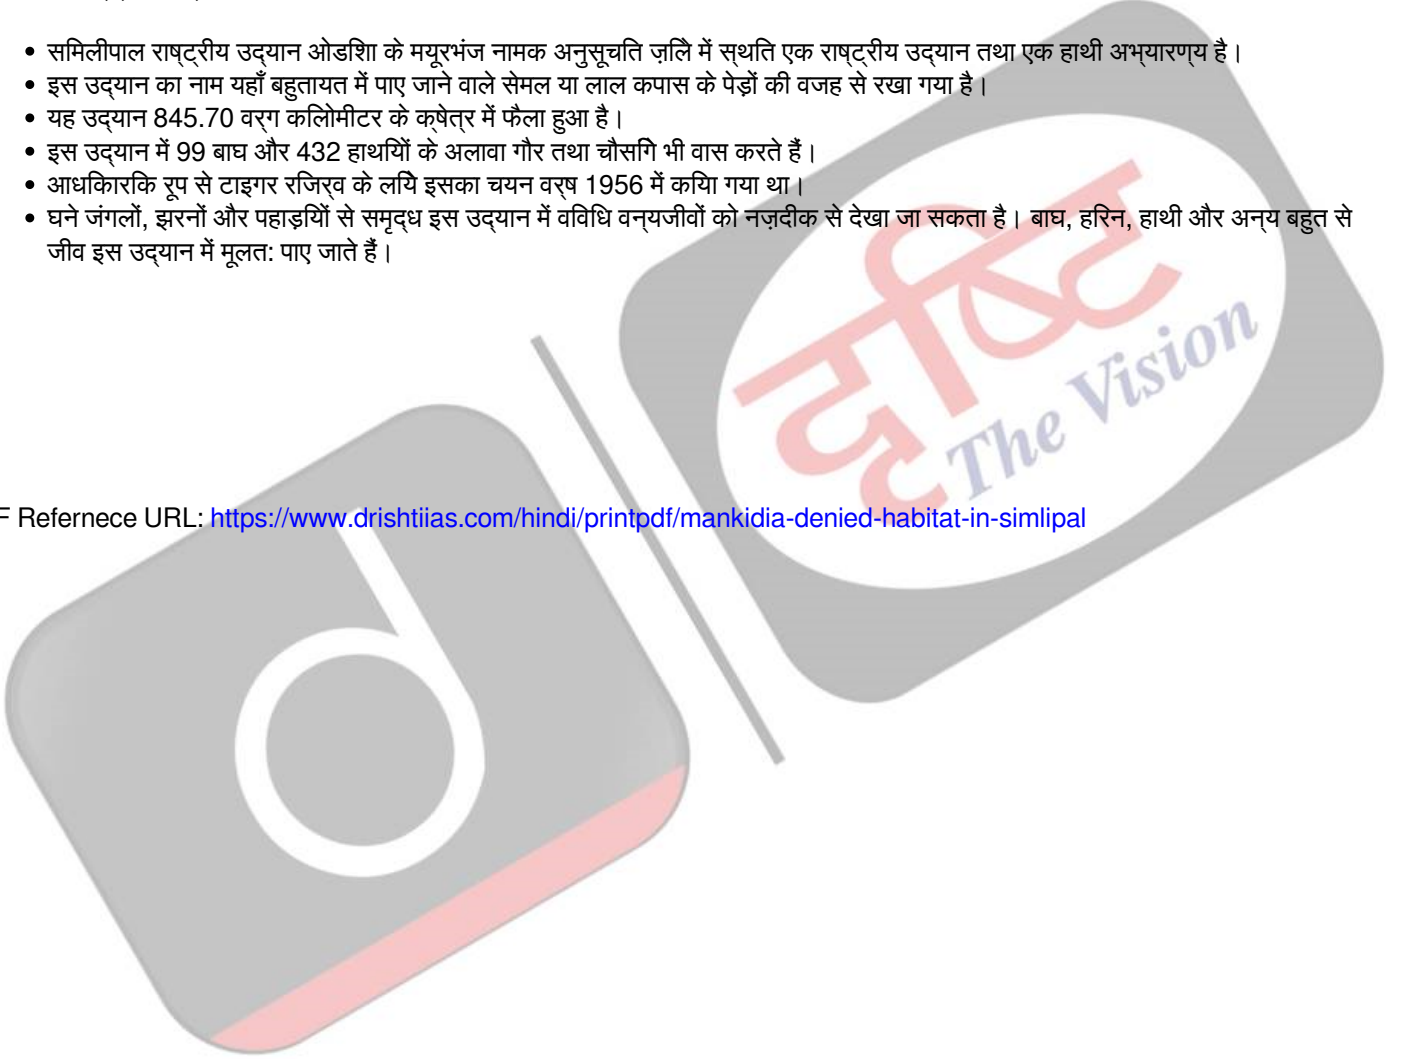 • सिमिलीपाल राष्ट्रीय उद्यान ओडिशा के मयूरभंज नामक अनुसूचित ज़िले में स्थित एक राष्ट्रीय उद्यान तथा एक हाथी अभ्यारण्य है।
• इस उद्यान का नाम यहाँ बहुतायत में पाए जाने वाले सेमल या लाल कपास के पेड़ों की वजह से रखा गया है।
• यह उद्यान 845.70 वर्ग किलोमीटर के क्षेत्र में फैला हुआ है।
• इस उद्यान में 99 बाघ और 432 हाथियों के अलावा गौर तथा चौसिंगे भी वास करते हैं।
• आधिकारिक रूप से टाइगर रिजर्व के लिये इसका चयन वर्ष 1956 में किया गया था।
• घने जंगलों, झरनों और पहाड़ियों से समृद्ध इस उद्यान में विविध वन्यजीवों को नज़दीक से देखा जा सकता है। बाघ, हरिन, हाथी और अन्य बहुत से
जीव इस उद्यान में मूलत: पाए जाते हैं।
दृष्टि
The Vision
F Refernece URL: https://www.drishtiias.com/hindi/printpdf/mankidia-denied-habitat-in-simlipal
d